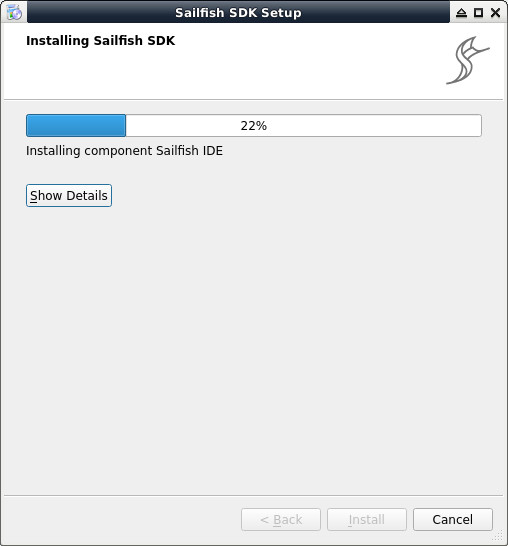 Sailfish SDK Setup
Installing Sailfish SDK
22%
Installing component Sailfish IDE
Show Details
< Back
Install
Cancel